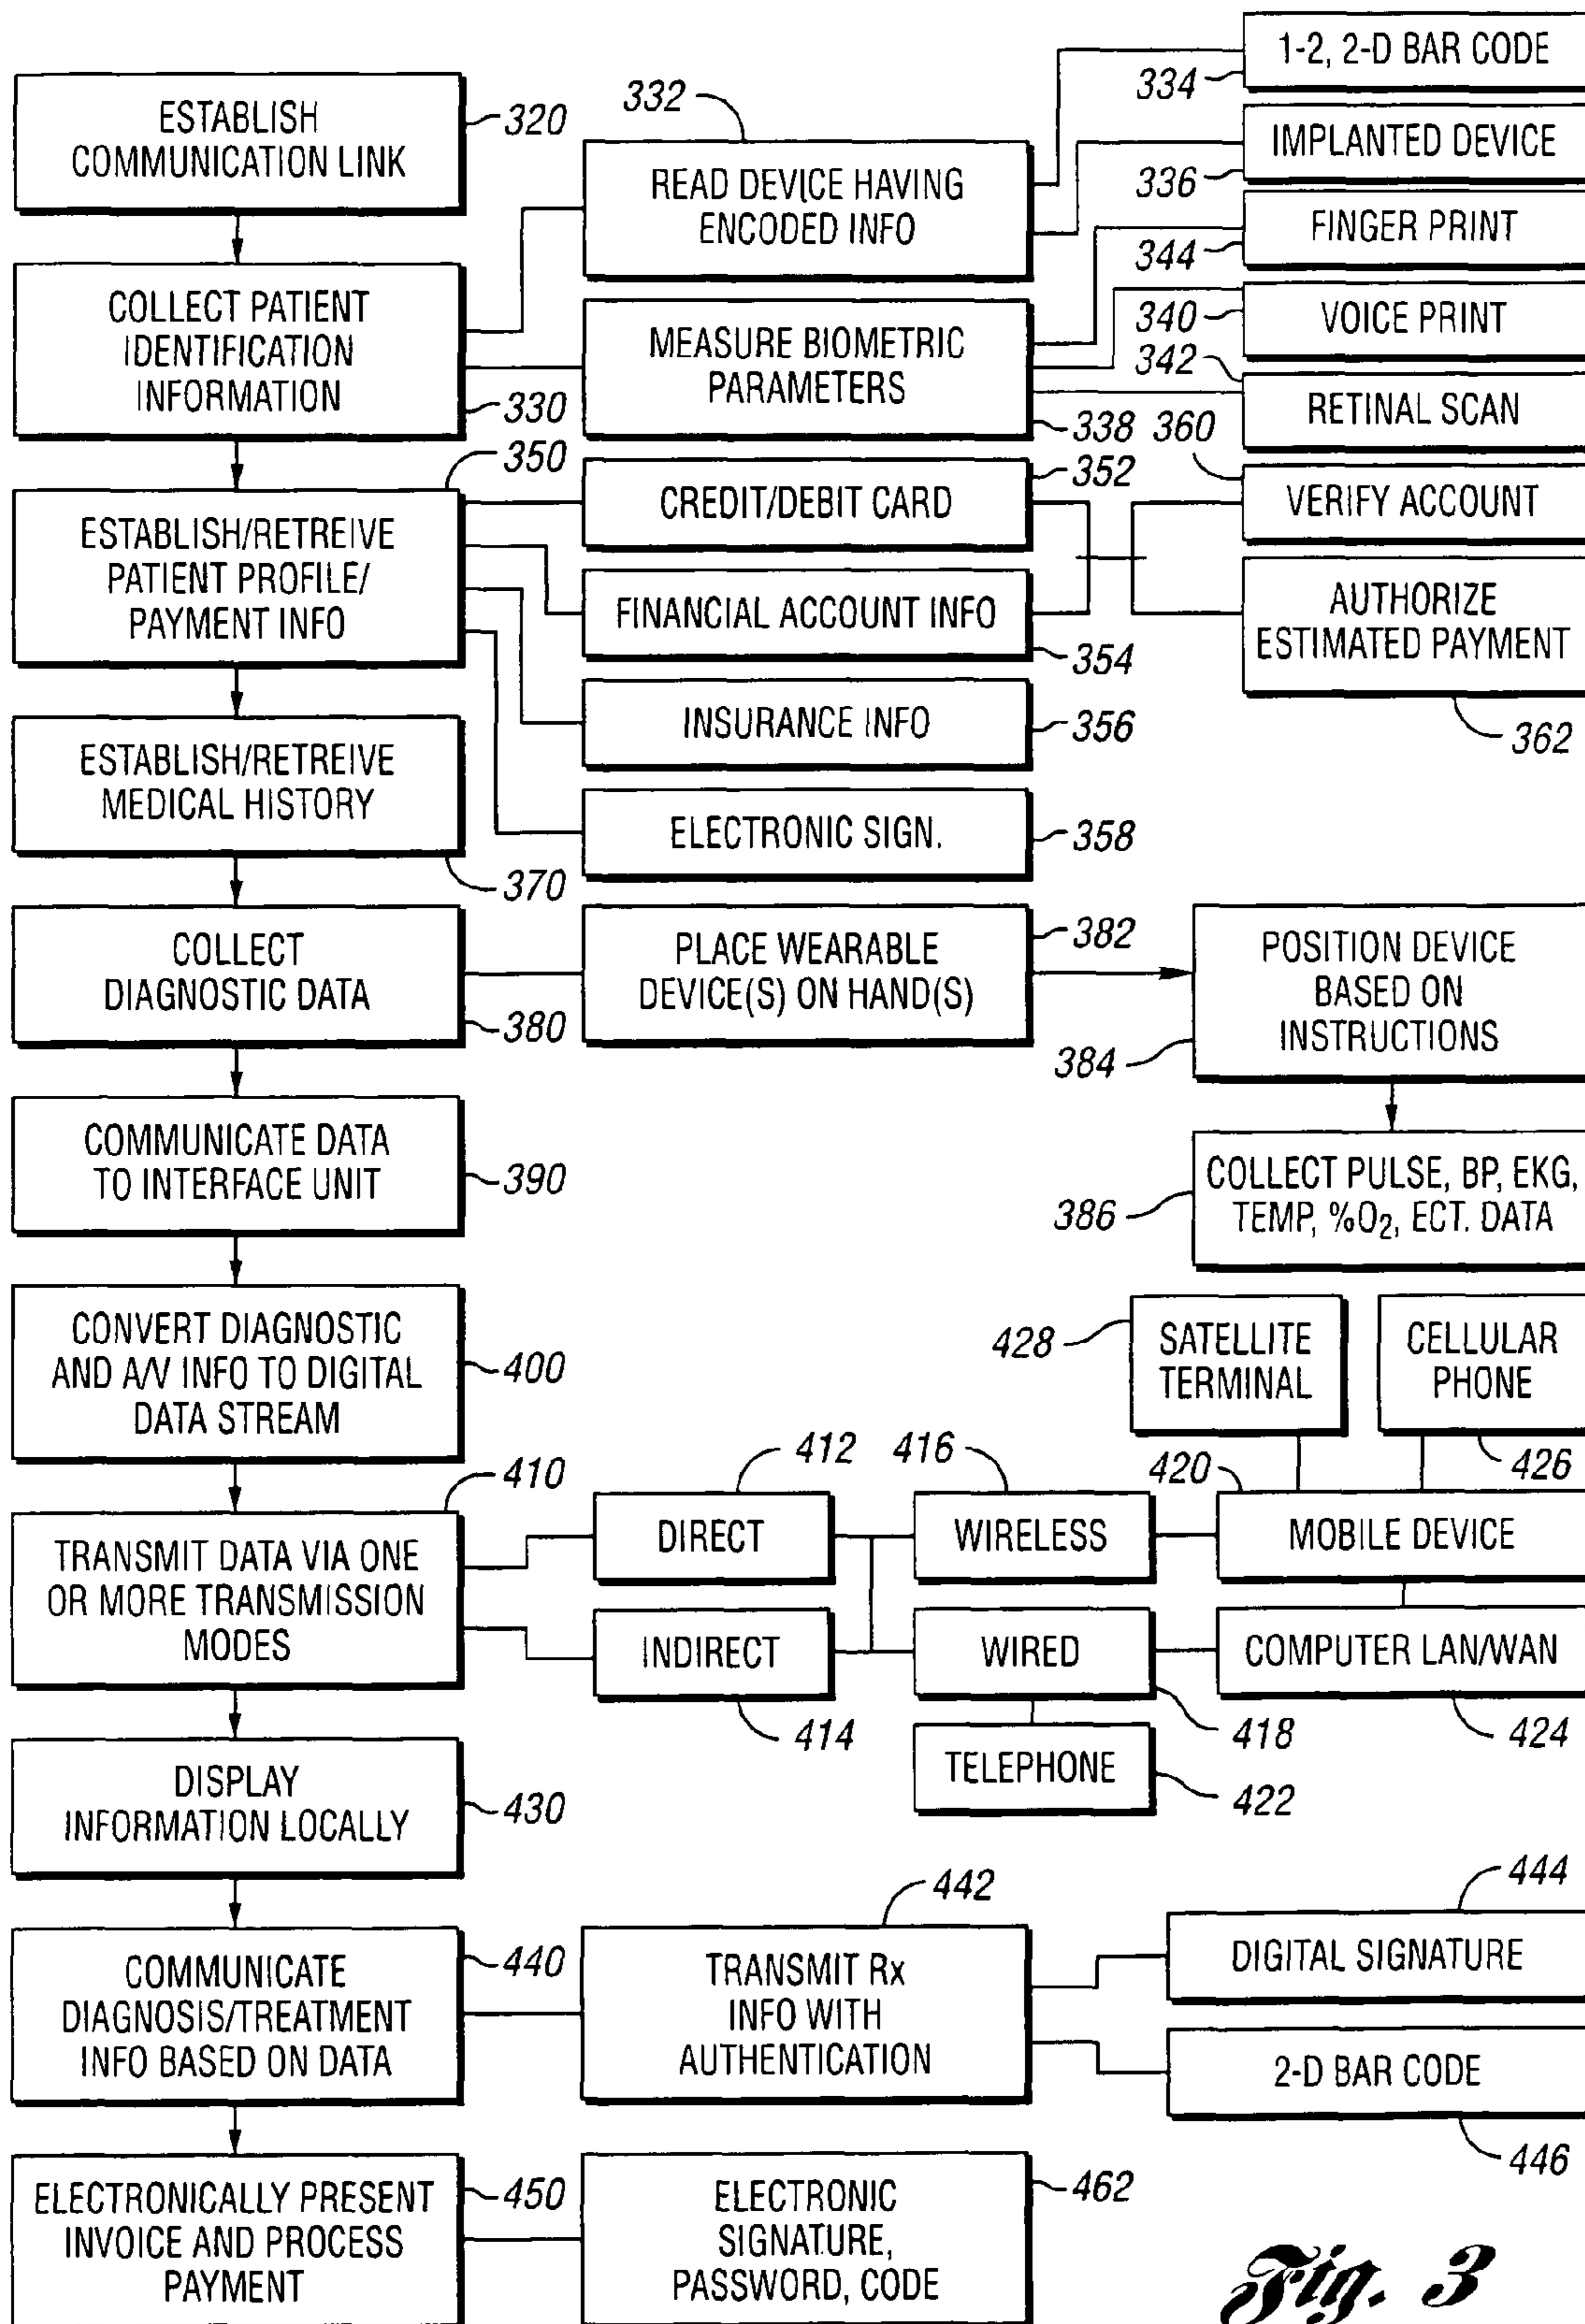 ESTABLISH
COMMUNICATION LINK
320
COLLECT PATIENT
IDENTIFICATION
INFORMATION
330
332
READ DEVICE HAVING
ENCODED INFO
1-2, 2-D BAR CODE
334
IMPLANTED DEVICE
336
MEASURE BIOMETRIC
PARAMETERS
338
FINGER PRINT
344
VOICE PRINT
340
342
RETINAL SCAN
350
ESTABLISH/RETREIVE
PATIENT PROFILE/
PAYMENT INFO
352
CREDIT/DEBIT CARD
FINANCIAL ACCOUNT INFO
354
INSURANCE INFO
356
ELECTRONIC SIGN.
358
360
VERIFY ACCOUNT
AUTHORIZE
ESTIMATED PAYMENT
362
ESTABLISH/RETREIVE
MEDICAL HISTORY
370
COLLECT
DIAGNOSTIC DATA
380
PLACE WEARABLE
DEVICE(S) ON HAND(S)
382
POSITION DEVICE
BASED ON
INSTRUCTIONS
384
COLLECT PULSE, BP, EKG,
TEMP, %O₂, ECT. DATA
386
COMMUNICATE DATA
TO INTERFACE UNIT
390
CONVERT DIAGNOSTIC
AND A/V INFO TO DIGITAL
DATA STREAM
400
410
TRANSMIT DATA VIA ONE
OR MORE TRANSMISSION
MODES
412
DIRECT
INDIRECT
414
416
WIRELESS
WIRED
418
TELEPHONE
422
428
SATELLITE
TERMINAL
CELLULAR
PHONE
426
420
MOBILE DEVICE
COMPUTER LAN/WAN
424
DISPLAY
INFORMATION LOCALLY
430
COMMUNICATE
DIAGNOSIS/TREATMENT
INFO BASED ON DATA
440
442
TRANSMIT Rx
INFO WITH
AUTHENTICATION
444
DIGITAL SIGNATURE
2-D BAR CODE
446
ELECTRONICALLY PRESENT
INVOICE AND PROCESS
PAYMENT
450
ELECTRONIC
SIGNATURE,
PASSWORD, CODE
462
Fig. 3